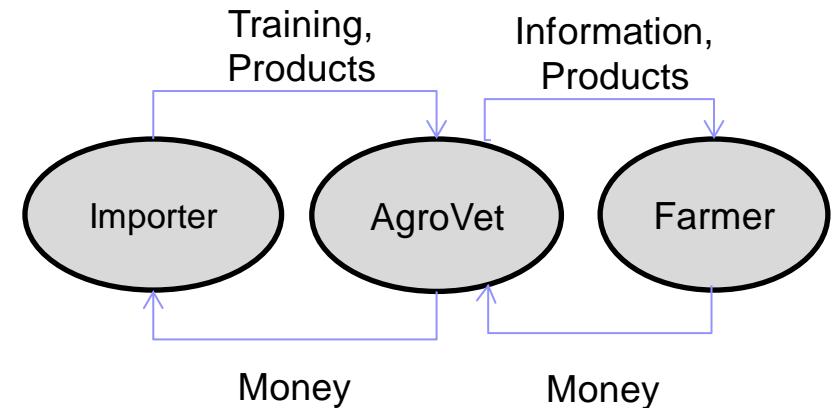 Training,
Products
Information,
Products
Importer
AgroVet
Farmer
Money
Money